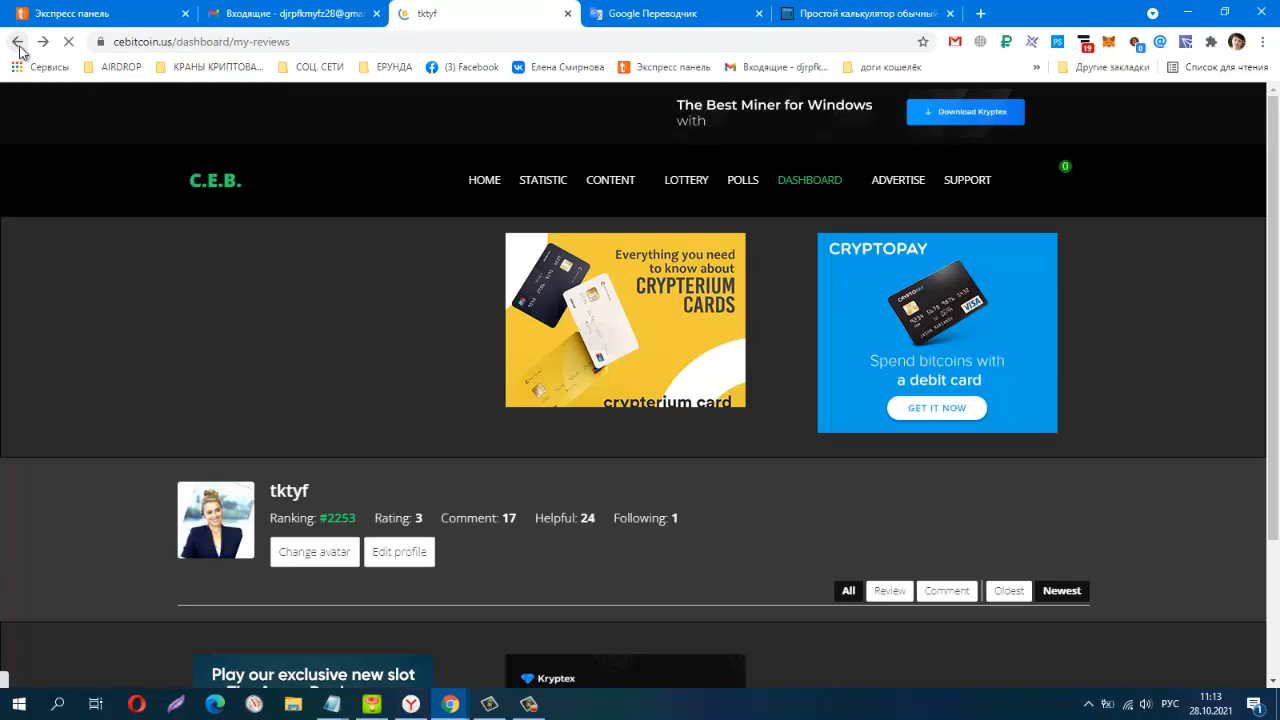 Экспресс панель
Входящие - djrpfkmyfz28@gma
tktyf
Google Переводчик
Простой калькулятор обычный
cebitcoin.us/dashboard/my-reviews
19
0
Сервисы
AIRDROP
КРАНЫ КРИПТОВА...
СОЦ. СЕТИ
ЕРУНДА
(3) Facebook
Елена Смирнова
Экспресс панель
Входящие - djrpfk...
доги кошелёк
»
Другие закладки
Список для чтения
The Best Miner for Windows
with
Download Kryptex
C.E.B.
HOME
STATISTIC
CONTENT
LOTTERY
POLLS
DASHBOARD
ADVERTISE
SUPPORT
0
Everything you need
to know about
CRYPTERIUM
CARDS
crypterium card
CRYPTOPAY
CRYPTOPAY
VISA
Spend bitcoins with
a debit card
GET IT NOW
tktyf
Ranking: #2253 Rating: 3 Comment: 17 Helpful: 24 Following: 1
Change avatar
Edit profile
All
Review
Comment
Oldest
Newest
Play our exclusive new slot
Kryptex
РУС
11:13
28.10.2021
1